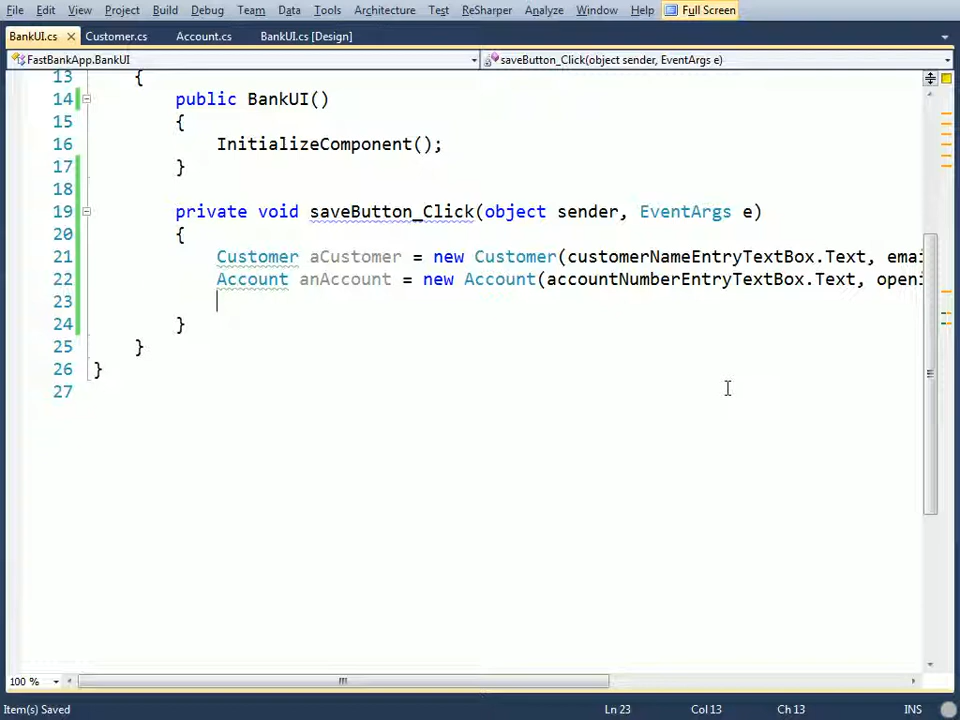 File Edit View Project Build Debug Team Data Tools Architecture Test ReSharper Analyze Window Help Full Screen
BankUI.cs Customer.cs Account.cs BankUI.cs [Design]
FastBankApp.BankUI saveButton_Click(object sender, EventArgs e)
13 {
14 public BankUI()
15 {
16 InitializeComponent();
17 }
18
19 private void saveButton_Click(object sender, EventArgs e)
20 {
21 Customer aCustomer = new Customer(customerNameEntryTextBox.Text, emai
22 Account anAccount = new Account(accountNumberEntryTextBox.Text, openi
23
24 }
25 }
26 }
27
100 %
Item(s) Saved Ln 23 Col 13 Ch 13 INS